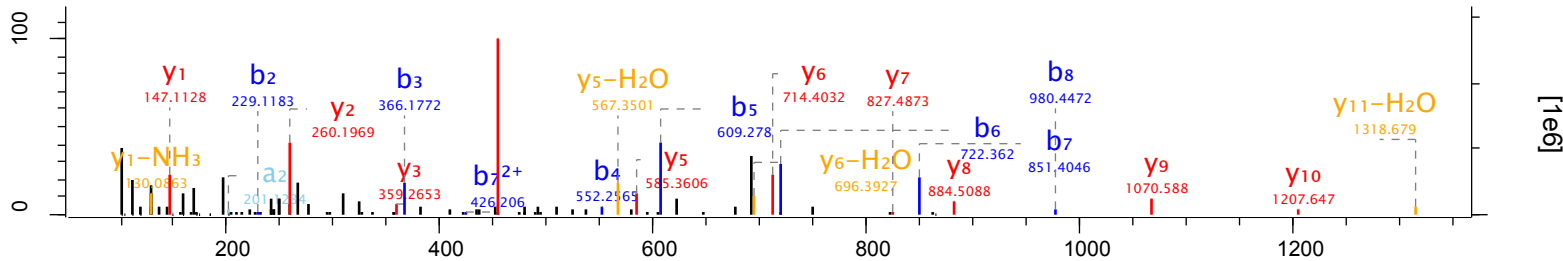 100
0
y1-NH3
130.0863
y1
147.1128
a2
201.1234
b2
229.1183
y2
260.1969
y3
359.2653
b3
366.1772
b7 2+
426.206
b4
552.2565
y5-H2O
567.3501
y5
585.3606
b5
609.278
y6-H2O
696.3927
y6
714.4032
b6
722.362
y7
827.4873
b7
851.4046
y8
884.5088
b8
980.4472
y9
1070.588
y10
1207.647
y11-H2O
1318.679
[1e6]
200 400 600 800 1000 1200